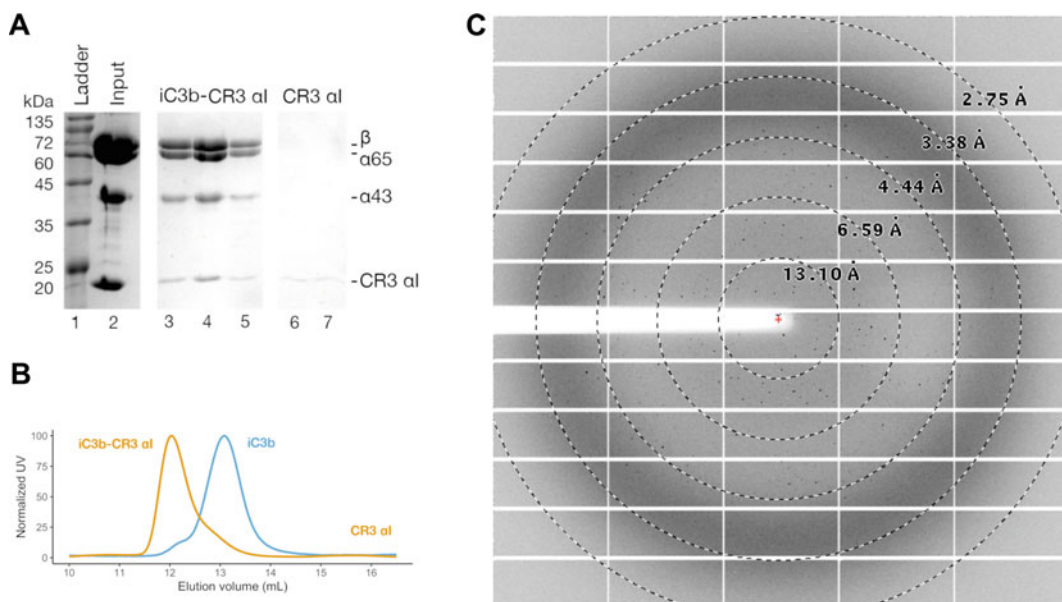 A
Ladder
Input
iC3b-CR3 αI
CR3 αI
kDa
135
72
60
45
35
25
20
β
α65
α43
CR3 αI
1 2 3 4 5 6 7
B
Normalized UV
100
75
50
25
0
iC3b-CR3 αI
iC3b
CR3 αI
10 11 12 13 14 15 16
Elution volume (mL)
C
2.75 Å
3.38 Å
4.44 Å
6.59 Å
13.10 Å